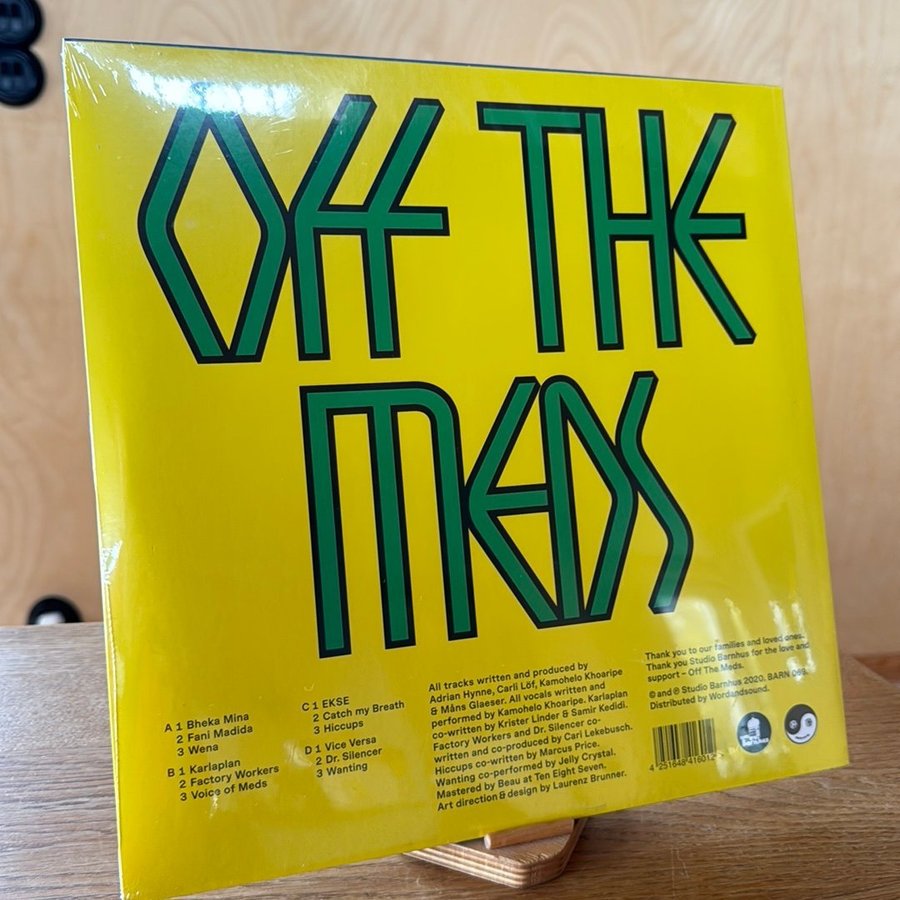 OFF THE
MEDS
A 1 Bheka Mina
2 Fani Madida
3 Wena
B 1 Karlaplan
2 Factory Workers
3 Voice of Meds
C 1 EKSE
2 Catch my Breath
3 Hiccups
D 1 Vice Versa
2 Dr. Silencer
3 Wanting
All tracks written and produced by
Adrian Hynne, Carli Löf, Kamohelo Khoaripe
& Måns Glaeser. All vocals written and
performed by Kamohelo Khoaripe. Karlaplan
co-written by Krister Linder & Samir Kedidi.
Factory Workers and Dr. Silencer co-
written and co-produced by Cari Lekebusch.
Hiccups co-written by Marcus Price.
Wanting co-performed by Jelly Crystal.
Mastered by Beau at Ten Eight Seven.
Art direction & design by Laurenz Brunner.
Thank you to our families and loved ones.
Thank you Studio Barnhus for the love and
support – Off The Meds.
© and ℗ Studio Barnhus 2020. BARN 069.
Distributed by Wordandsound.
4 251648 416012